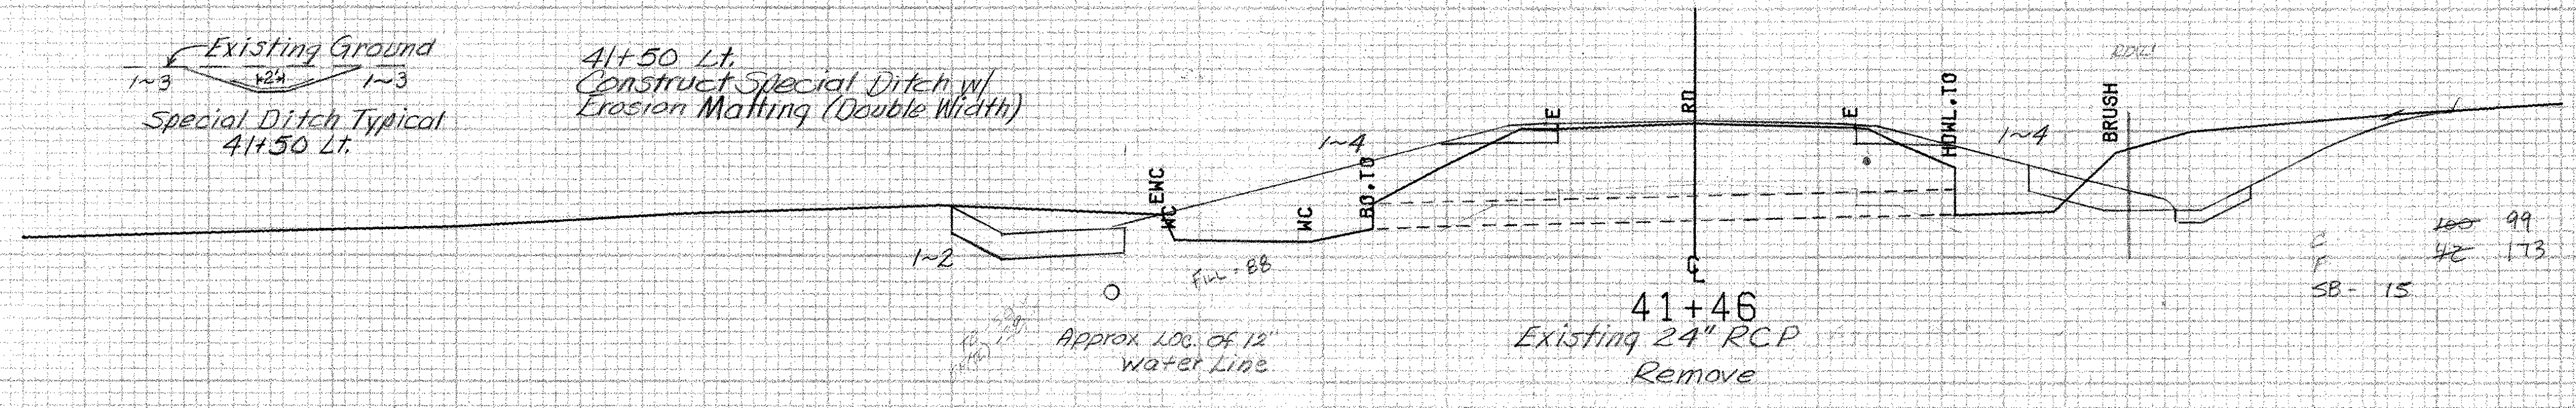 Existing Ground
1~3
2'
1~3
Special Ditch Typical
41+50 Lt.
41+50 Lt.
Construct Special Ditch w/
Erosion Matting (Double Width)
1~2
EWC
WC
WC
BO.TO
1~4
E
RD
E
HDWL.TO
1~4
BRUSH
FILL = 88
Approx Loc. of 12"
Water Line
℄
41+46
Existing 24" RCP
Remove
C 100 99
F 42 173
SB - 15